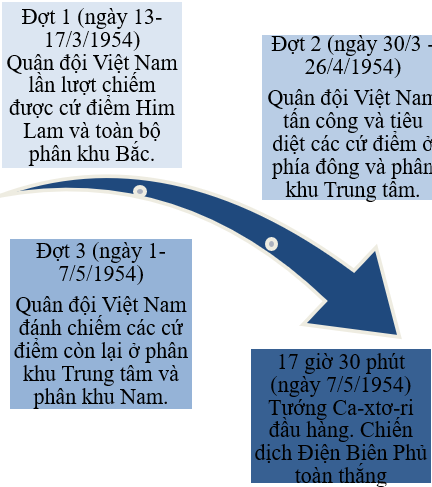 Đợt 1 (ngày 13-
17/3/1954)
Quân đội Việt Nam
lần lượt chiếm
được cứ điểm Him
Lam và toàn bộ
phân khu Bắc.
Đợt 2 (ngày 30/3 -
26/4/1954)
Quân đội Việt Nam
tấn công và tiêu
diệt các cứ điểm ở
phía đông và phân
khu Trung tâm.
Đợt 3 (ngày 1-
7/5/1954)
Quân đội Việt Nam
đánh chiếm các cứ
điểm còn lại ở phân
khu Trung tâm và
phân khu Nam.
17 giờ 30 phút
(ngày 7/5/1954)
Tướng Ca-xtơ-ri
đầu hàng. Chiến
dịch Điện Biên Phủ
toàn thắng